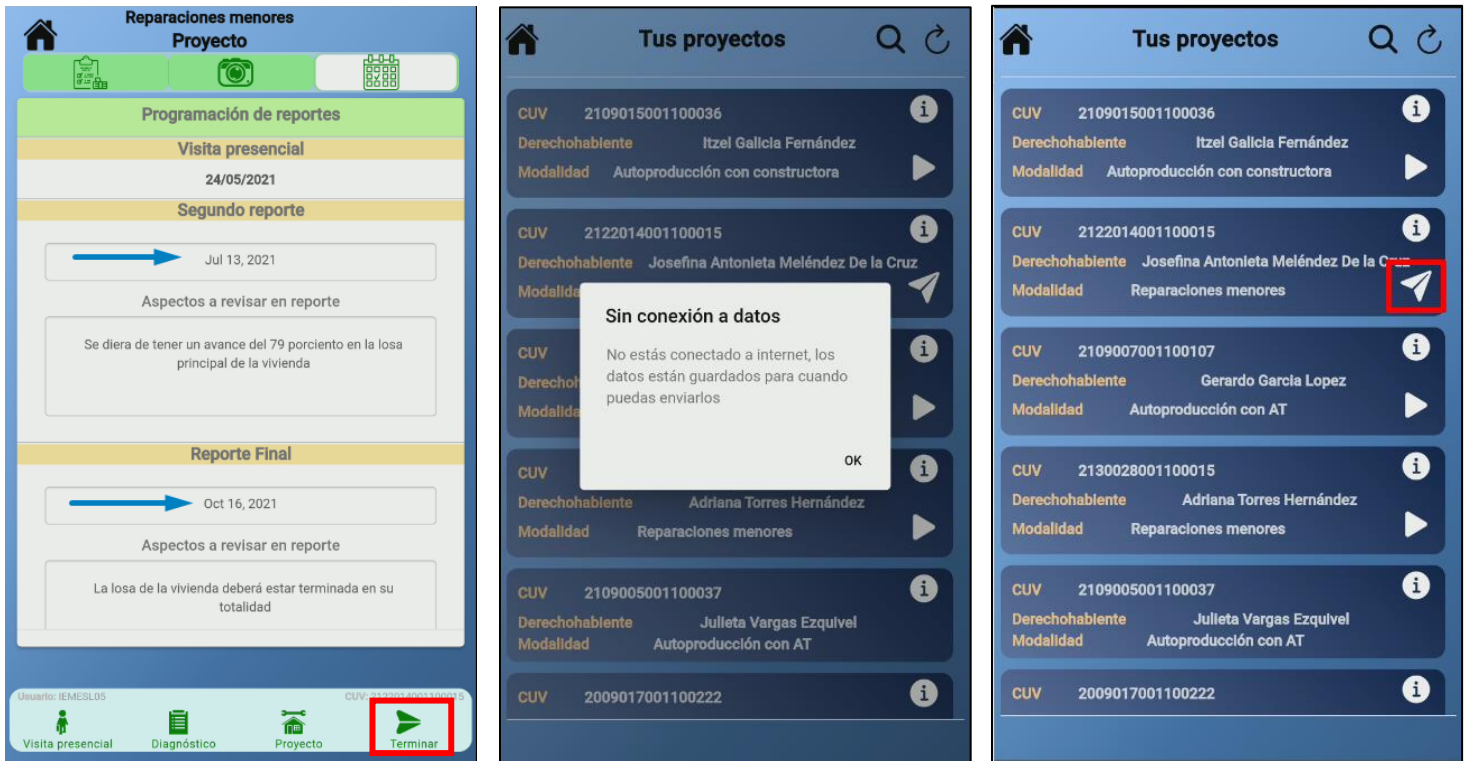 Reparaciones menores
Proyecto
Programación de reportes
Visita presencial
24/05/2021
Segundo reporte
Jul 13, 2021
Aspectos a revisar en reporte
Se diera de tener un avance del 79 porciento en la losa
principal de la vivienda
Reporte Final
Oct 16, 2021
Aspectos a revisar en reporte
La losa de la vivienda deberá estar terminada en su
totalidad
Usuario: IEMESL05 CUV: 2122014001100015
Visita presencial Diagnóstico Proyecto Terminar
Tus proyectos
CUV 2109015001100036
Derechohabiente Itzel Galicia Fernández
Modalidad Autoproducción con constructora
CUV 2122014001100015
Derechohabiente Josefina Antonieta Meléndez De la Cruz
Modalida
Sin conexión a datos
No estás conectado a internet, los
datos están guardados para cuando
puedas enviarlos
OK
CUV
Derechoh
Modalida
CUV
Derechohabiente Adriana Torres Hernández
Modalidad Reparaciones menores
CUV 2109005001100037
Derechohabiente Julieta Vargas Ezquivel
Modalidad Autoproducción con AT
CUV 2009017001100222
Tus proyectos
CUV 2109015001100036
Derechohabiente Itzel Galicia Fernández
Modalidad Autoproducción con constructora
CUV 2122014001100015
Derechohabiente Josefina Antonieta Meléndez De la Cruz
Modalidad Reparaciones menores
CUV 2109007001100107
Derechohabiente Gerardo Garcia Lopez
Modalidad Autoproducción con AT
CUV 2130028001100015
Derechohabiente Adriana Torres Hernández
Modalidad Reparaciones menores
CUV 2109005001100037
Derechohabiente Julieta Vargas Ezquivel
Modalidad Autoproducción con AT
CUV 2009017001100222